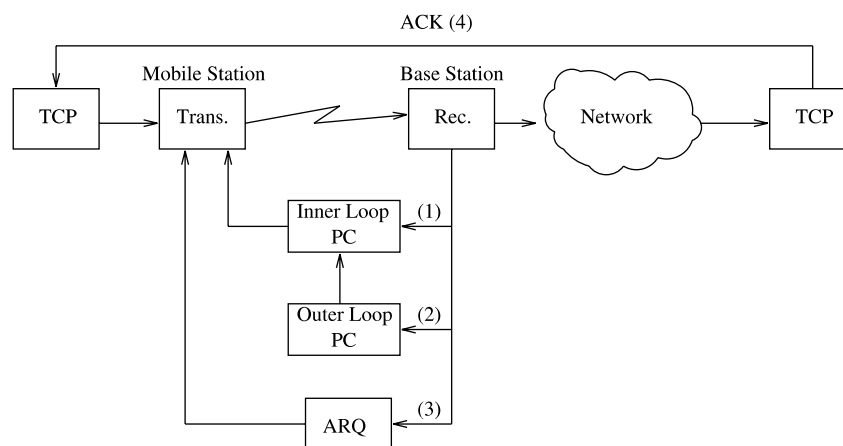 ACK (4)
Mobile Station
Base Station
TCP
Trans.
Rec.
Network
TCP
Inner Loop
PC
(1)
Outer Loop
PC
(2)
ARQ
(3)